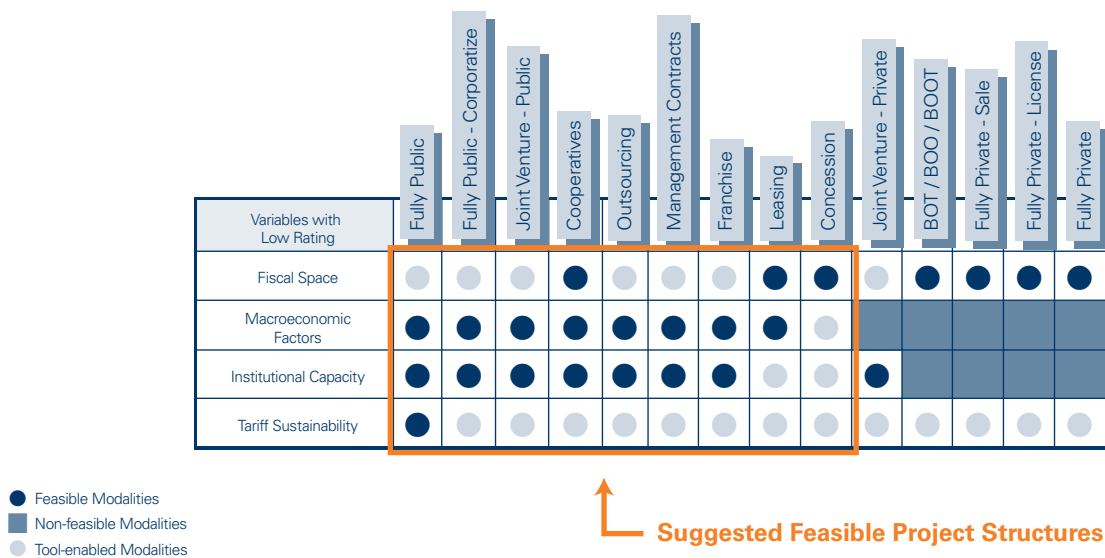 Fully Public
Fully Public - Corporatize
Joint Venture - Public
Cooperatives
Outsourcing
Management Contracts
Franchise
Leasing
Concession
Joint Venture - Private
BOT / BOO / BOOT
Fully Private - Sale
Fully Private - License
Fully Private
Variables with
Low Rating
Fiscal Space
Macroeconomic
Factors
Institutional Capacity
Tariff Sustainability
Feasible Modalities
Non-feasible Modalities
Tool-enabled Modalities
Suggested Feasible Project Structures